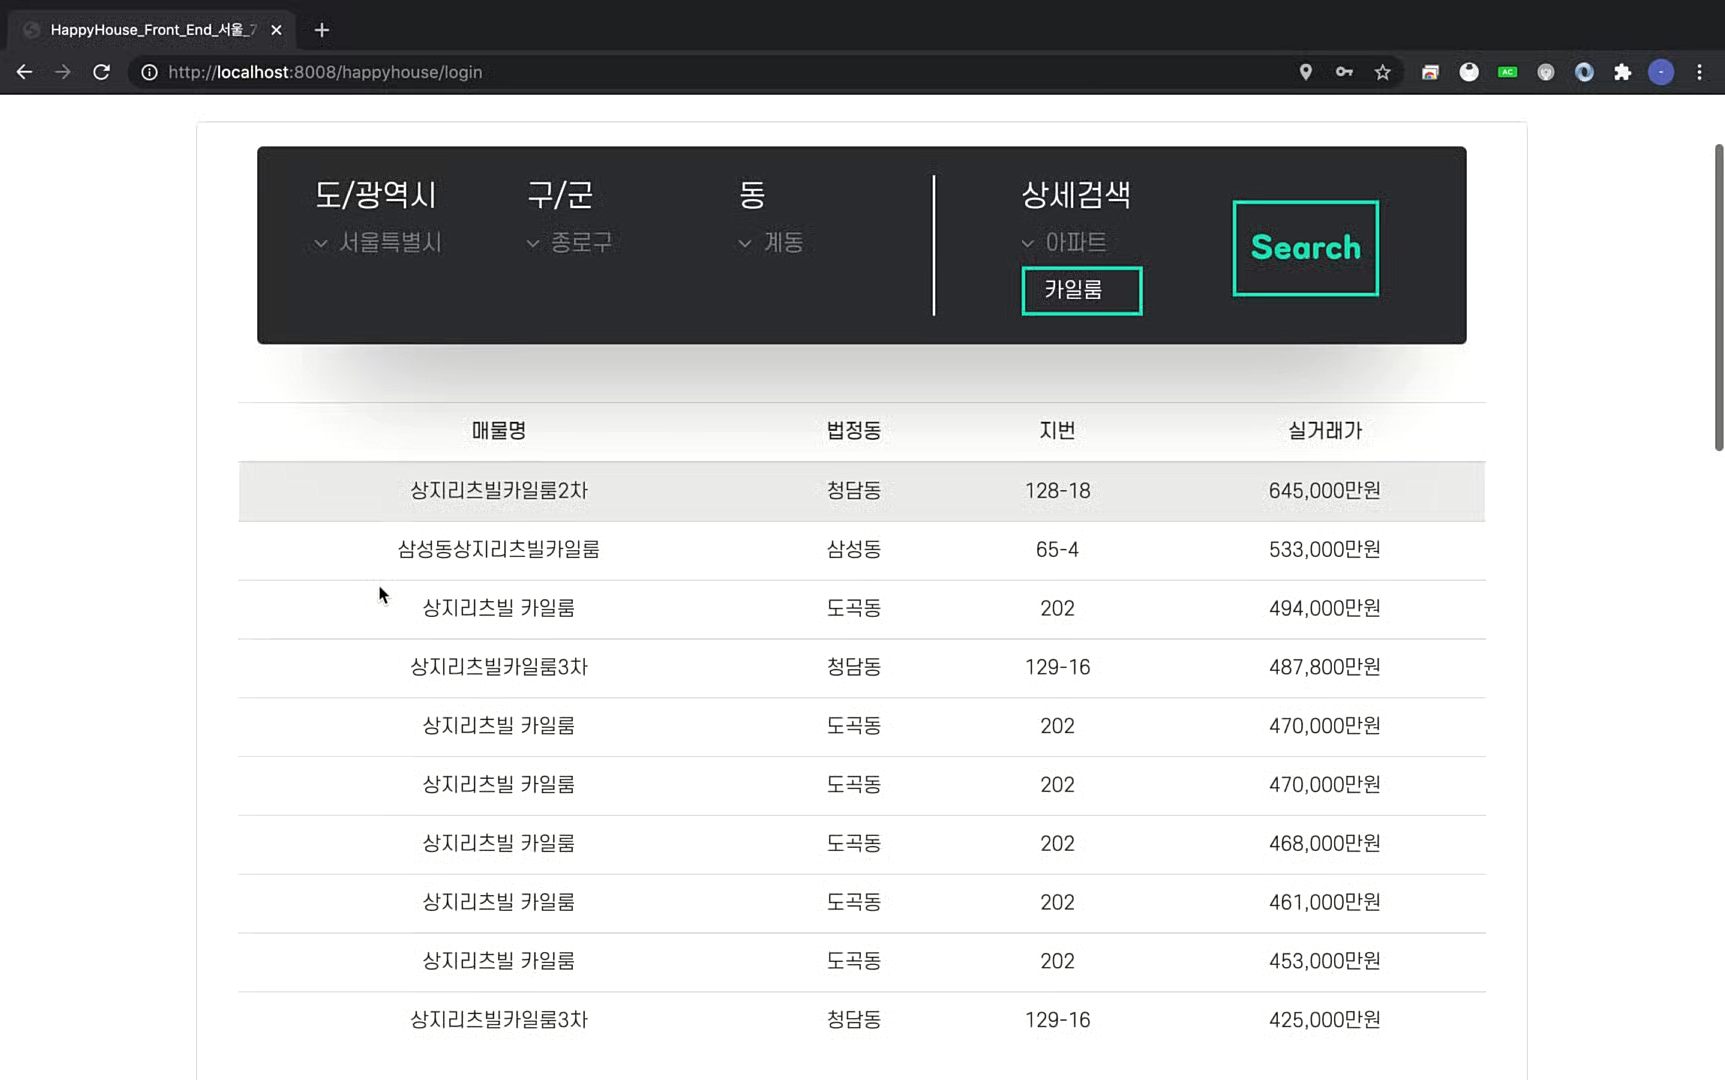 HappyHouse_Front_End_서울_7
http://localhost:8008/happyhouse/login
AC
도/광역시 구/군 동 상세검색
서울특별시 종로구 계동 아파트
Search
카일룸
매물명 법정동 지번 실거래가
상지리츠빌카일룸2차 청담동 128-18 645,000만원
삼성동상지리츠빌카일룸 삼성동 65-4 533,000만원
상지리츠빌 카일룸 도곡동 202 494,000만원
상지리츠빌카일룸3차 청담동 129-16 487,800만원
상지리츠빌 카일룸 도곡동 202 470,000만원
상지리츠빌 카일룸 도곡동 202 470,000만원
상지리츠빌 카일룸 도곡동 202 468,000만원
상지리츠빌 카일룸 도곡동 202 461,000만원
상지리츠빌 카일룸 도곡동 202 453,000만원
상지리츠빌카일룸3차 청담동 129-16 425,000만원